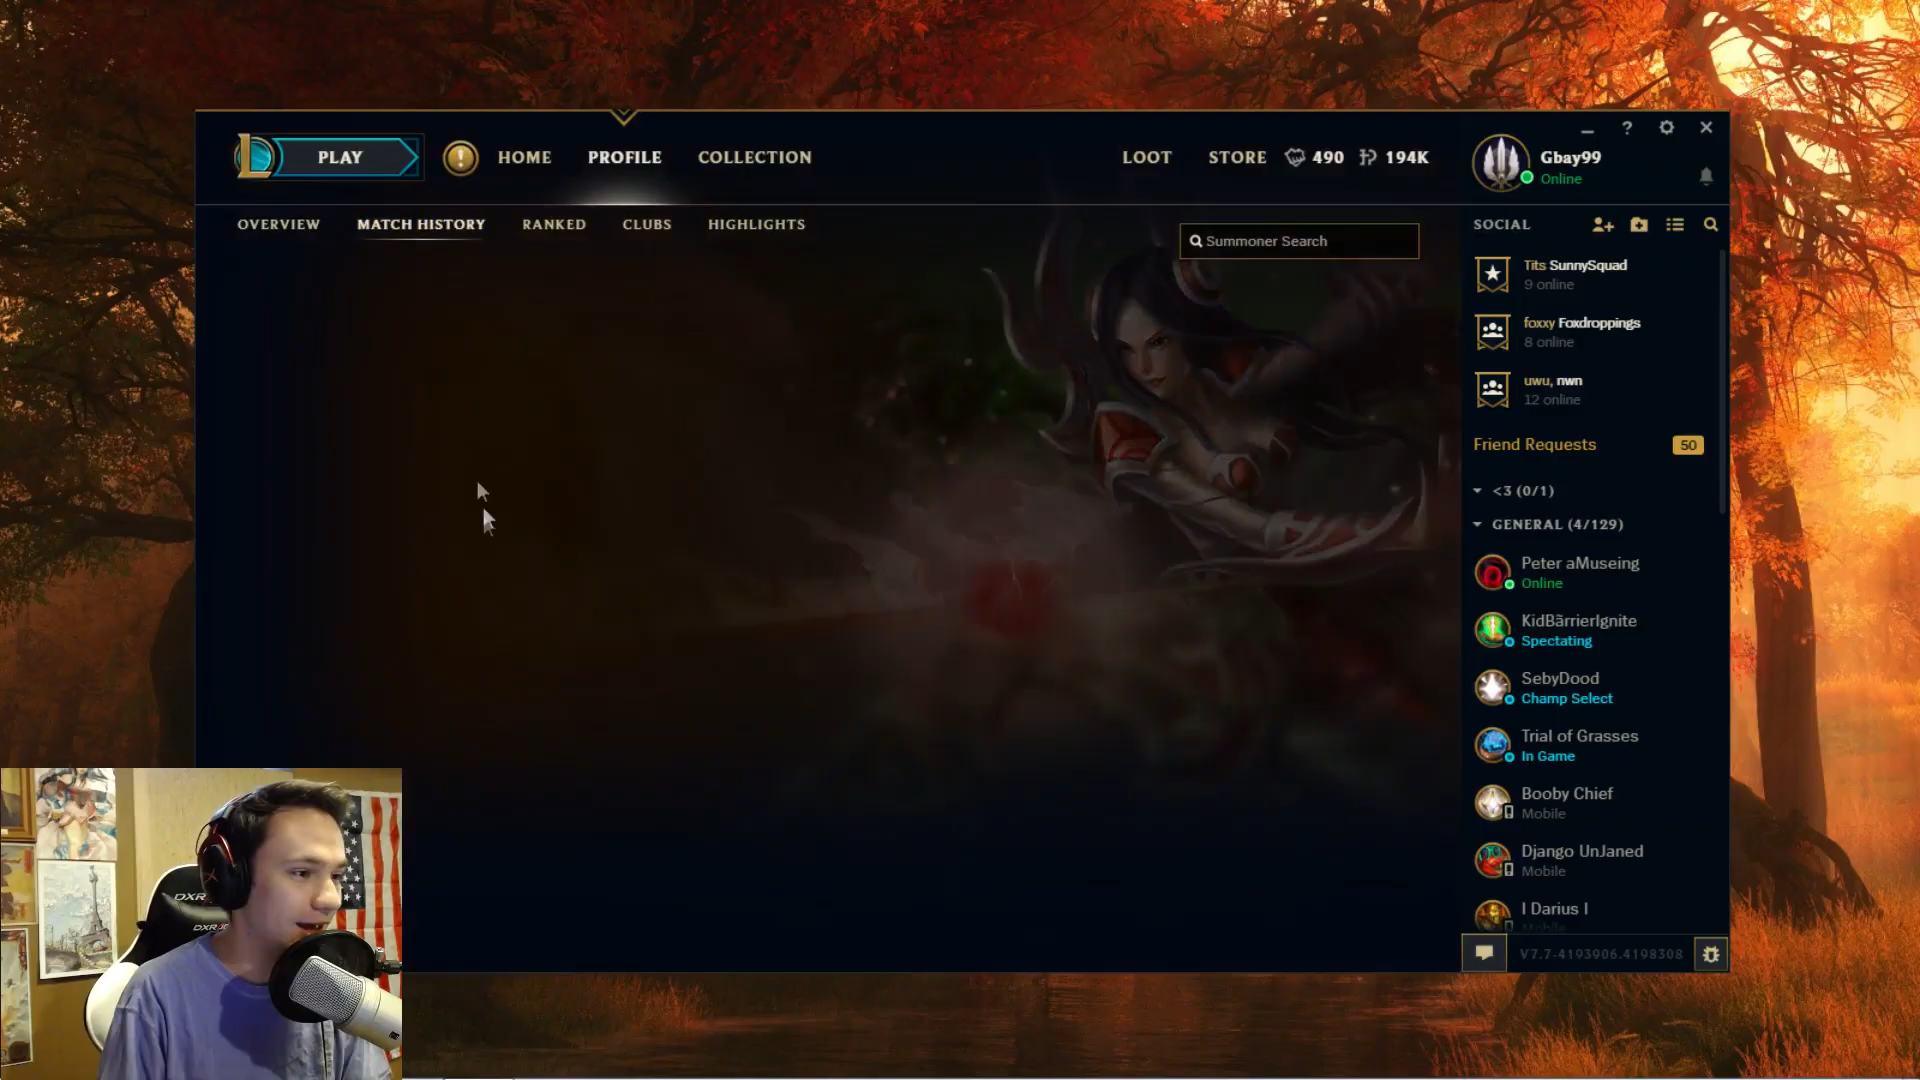 PLAY
HOME
PROFILE
COLLECTION
LOOT
STORE
490
194K
Gbay99
Online
OVERVIEW
MATCH HISTORY
RANKED
CLUBS
HIGHLIGHTS
Summoner Search
SOCIAL
Tits SunnySquad
9 online
foxxy Foxdroppings
8 online
uwu, nwn
12 online
Friend Requests
50
<3 (0/1)
GENERAL (4/129)
Peter aMuseing
Online
KidBãrrierIgnite
Spectating
SebyDood
Champ Select
Trial of Grasses
In Game
Booby Chief
Mobile
Django UnJaned
Mobile
I Darius I
Mobile
V7.7-4193906.4198308
DXR